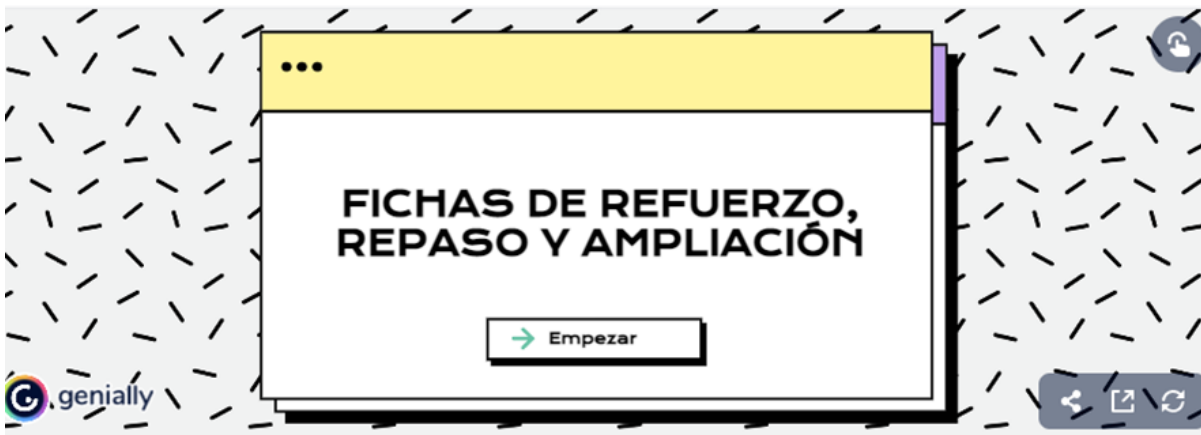 FICHAS DE REFUERZO,
REPASO Y AMPLIACIÓN
Empezar
genially